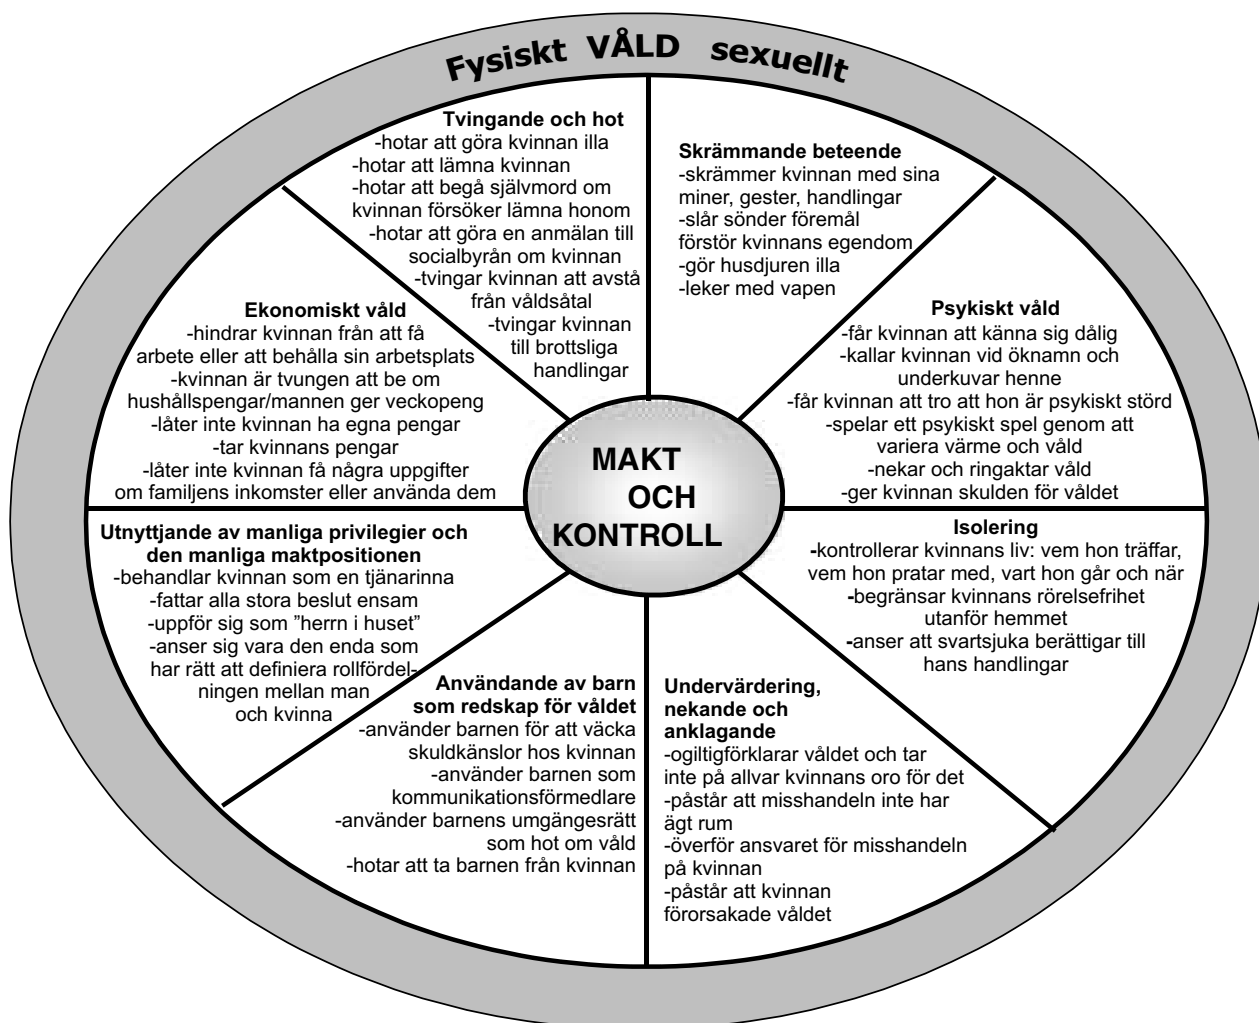 Fysiskt VÅLD sexuellt
Tvingande och hot
-hotar att göra kvinnan illa
-hotar att lämna kvinnan
-hotar att begå självmord om
kvinnan försöker lämna honom
-hotar att göra en anmälan till
socialbyrån om kvinnan
-tvingar kvinnan att avstå
från våldsåtal
-tvingar kvinnan
till brottsliga
handlingar
Skrämmande beteende
-skrämmer kvinnan med sina
miner, gester, handlingar
-slår sönder föremål
förstör kvinnans egendom
-gör husdjuren illa
-leker med vapen
Psykiskt våld
-får kvinnan att känna sig dålig
-kallar kvinnan vid öknamn och
underkuvar henne
-får kvinnan att tro att hon är psykiskt störd
-spelar ett psykiskt spel genom att
variera värme och våld
-nekar och ringaktar våld
-ger kvinnan skulden för våldet
Isolering
-kontrollerar kvinnans liv: vem hon träffar,
vem hon pratar med, vart hon går och när
-begränsar kvinnans rörelsefrihet
utanför hemmet
-anser att svartsjuka berättigar till
hans handlingar
Undervärdering,
nekande och
anklagande
-ogiltigförklarar våldet och tar
inte på allvar kvinnans oro för det
-påstår att misshandeln inte har
ägt rum
-överför ansvaret för misshandeln
på kvinnan
-påstår att kvinnan
förorsakade våldet
Användande av barn
som redskap för våldet
-använder barnen för att väcka
skuldkänslor hos kvinnan
-använder barnen som
kommunikationsförmedlare
-använder barnens umgängesrätt
som hot om våld
-hotar att ta barnen från kvinnan
Utnyttjande av manliga privilegier och
den manliga maktpositionen
-behandlar kvinnan som en tjänarinna
-fattar alla stora beslut ensam
-uppför sig som ”herrn i huset”
-anser sig vara den enda som
har rätt att definiera rollfördel-
ningen mellan man
och kvinna
Ekonomiskt våld
-hindrar kvinnan från att få
arbete eller att behålla sin arbetsplats
-kvinnan är tvungen att be om
hushållspengar/mannen ger veckopeng
-låter inte kvinnan ha egna pengar
-tar kvinnans pengar
-låter inte kvinnan få några uppgifter
om familjens inkomster eller använda dem
MAKT
OCH
KONTROLL